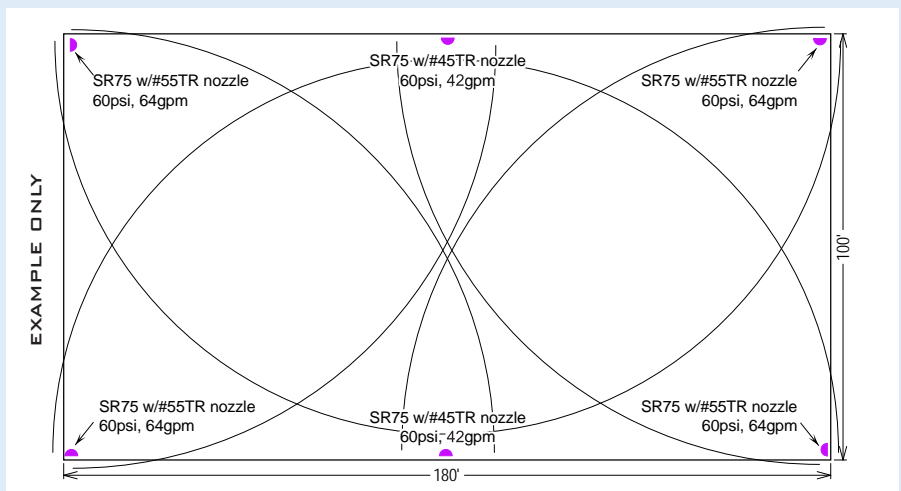 SR75 w/#55TR nozzle
60psi, 64gpm
SR75 w/#45TR nozzle
60psi, 42gpm
SR75 w/#55TR nozzle
60psi, 64gpm
EXAMPLE ONLY
100'
SR75 w/#55TR nozzle
60psi, 64gpm
SR75 w/#45TR nozzle
60psi, 42gpm
SR75 w/#55TR nozzle
60psi, 64gpm
180'